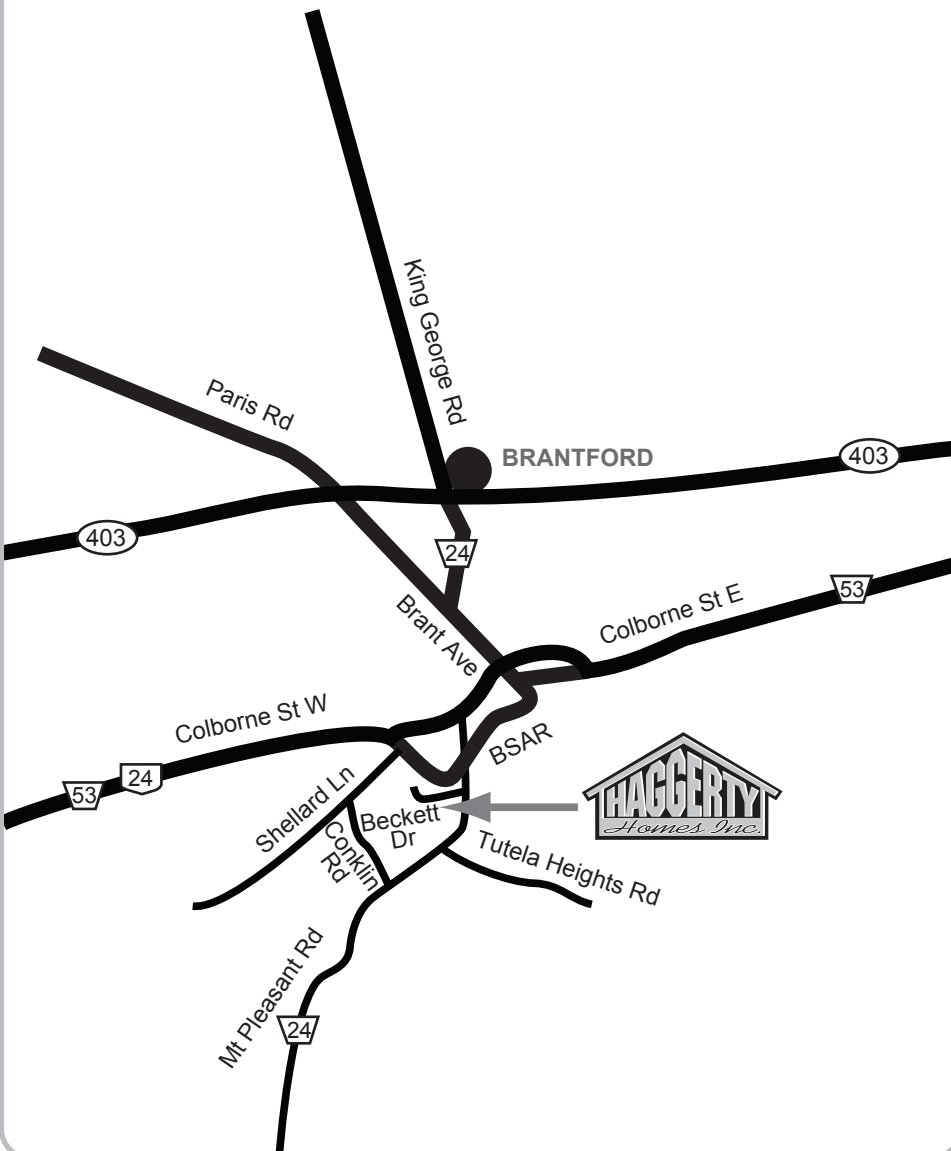 King George Rd
Paris Rd
BRANTFORD
403
403
24
53
Colborne St E
Brant Ave
Colborne St W
BSAR
24
53
HAGGERTY
Homes Inc.
Shellard Ln
Beckett
Dr
Conklin
Rd
Tutela Heights Rd
Mt Pleasant Rd
24